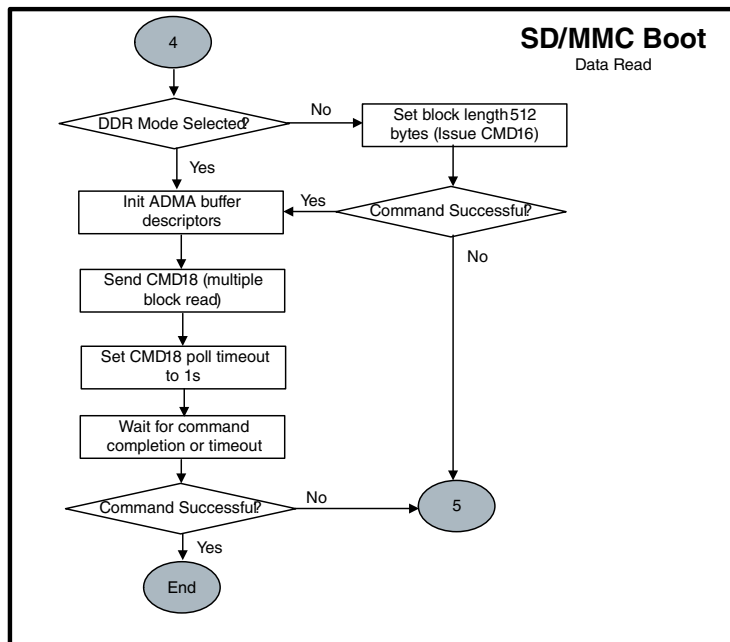 SD/MMC Boot
Data Read
4
DDR Mode Selected?
No
Set block length 512
bytes (Issue CMD16)
Yes
Init ADMA buffer
descriptors
Yes
Command Successful?
No
Send CMD18 (multiple
block read)
Set CMD18 poll timeout
to 1s
Wait for command
completion or timeout
Command Successful?
No
5
Yes
End